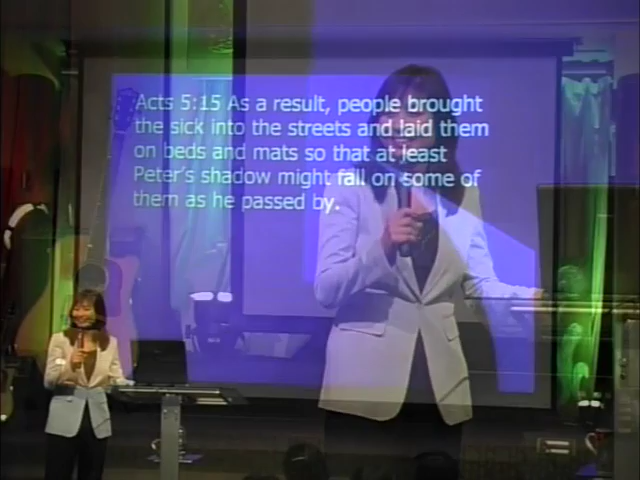 Acts 5:15 As a result, people brought
the sick into the streets and laid them
on beds and mats so that at least
Peter's shadow might fall on some of
them as he passed by.